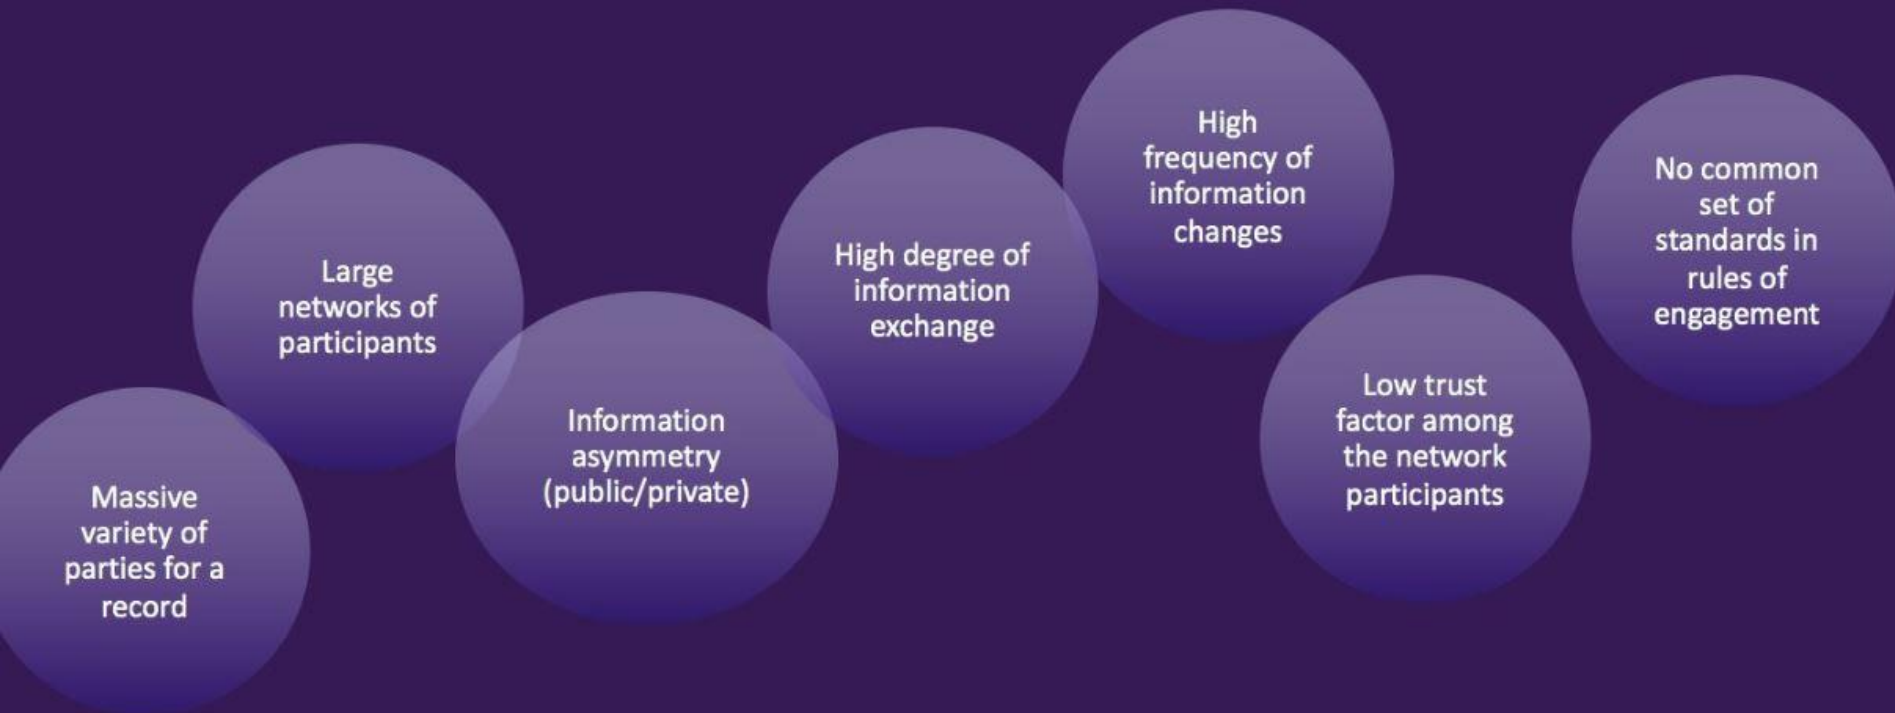 Massive
variety of
parties for a
record
Large
networks of
participants
Information
asymmetry
(public/private)
High degree of
information
exchange
High
frequency of
information
changes
Low trust
factor among
the network
participants
No common
set of
standards in
rules of
engagement